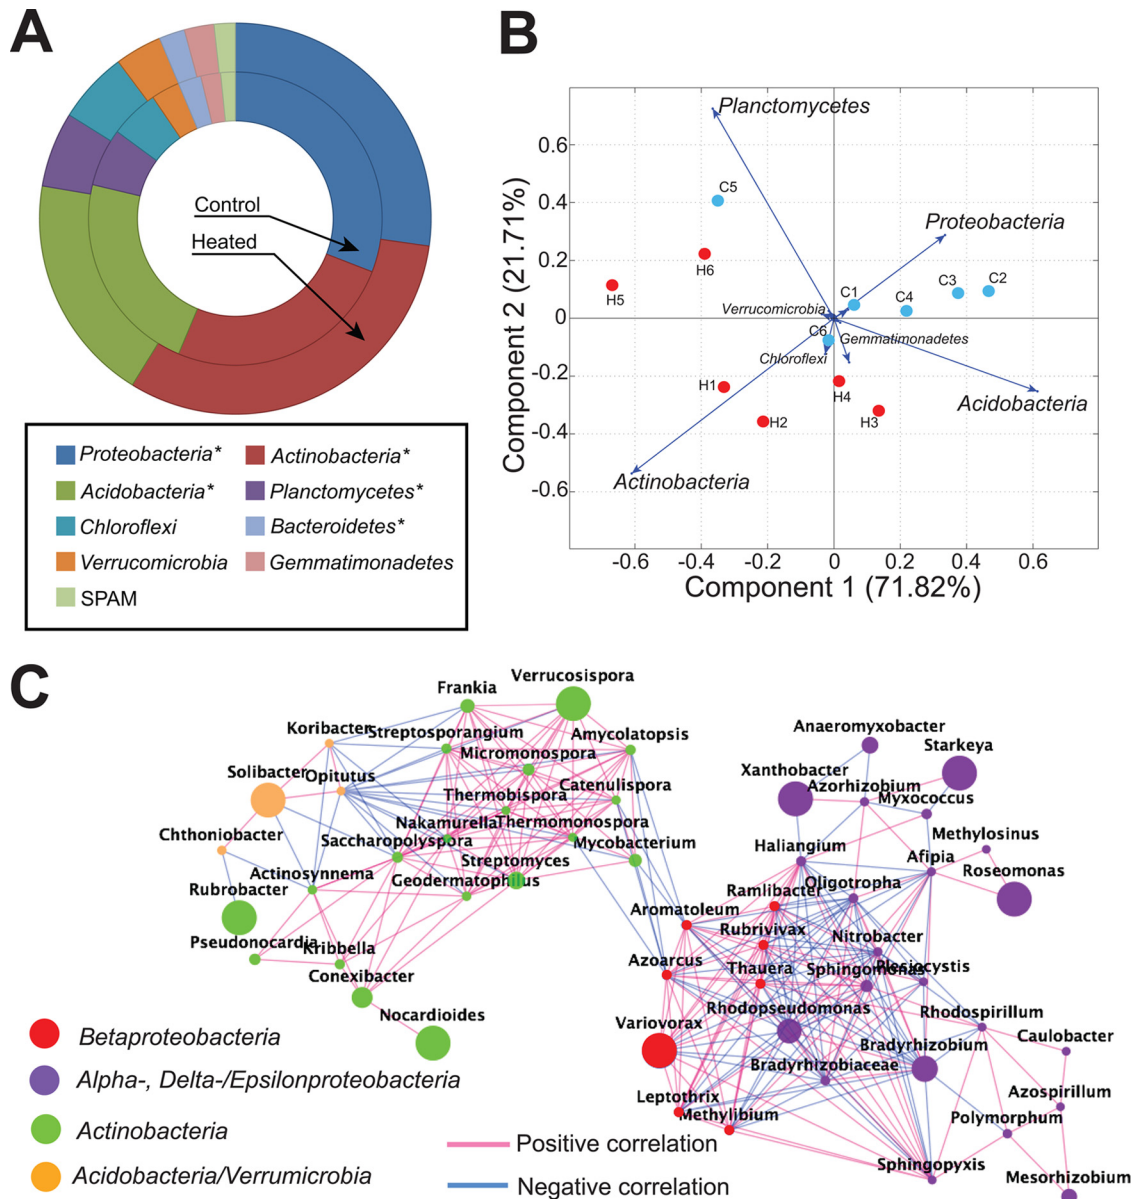 A
Control
Heated
Proteobacteria*
Actinobacteria*
Acidobacteria*
Planctomycetes*
Chloroflexi
Bacteroidetes*
Verrucomicrobia
Gemmatimonadetes
SPAM
B
Component 2 (21.71%)
0.6
0.4
0.2
0
-0.2
-0.4
-0.6
Planctomycetes
C5
Proteobacteria
H6
H5
C1
C4
C3
C2
Verrucomicrobia
C6
Gemmatimonadetes
Chloroflexi
H1
H2
H4
H3
Acidobacteria
Actinobacteria
-0.6
-0.4
-0.2
0
0.2
0.4
0.6
Component 1 (71.82%)
C
Verrucosispora
Frankia
Koribacter
Streptosporangium
Amycolatopsis
Micromonospora
Solibacter
Opitutus
Catenulispora
Thermobispora
Nakamurella
Thermomonospora
Chthoniobacter
Saccharopolyspora
Mycobacterium
Streptomyces
Actinosynnema
Geodermatophilus
Rubrobacter
Pseudonocardia
Kribbella
Conexibacter
Nocardioides
Anaeromyxobacter
Starkeya
Xanthobacter
Azorhizobium
Myxococcus
Methylosinus
Haliangium
Afipia
Roseomonas
Ramlibacter
Oligotropha
Aromatoleum
Rubrivivax
Nitrobacter
Azoarcus
Thauera
Sphingomonas
Plesiocystis
Rhodopseudomonas
Rhodospirillum
Variovorax
Bradyrhizobium
Caulobacter
Bradyrhizobiaceae
Leptothrix
Azospirillum
Methylibium
Polymorphum
Sphingopyxis
Mesorhizobium
Betaproteobacteria
Alpha-, Delta-/Epsilonproteobacteria
Actinobacteria
Acidobacteria/Verrumicrobia
Positive correlation
Negative correlation